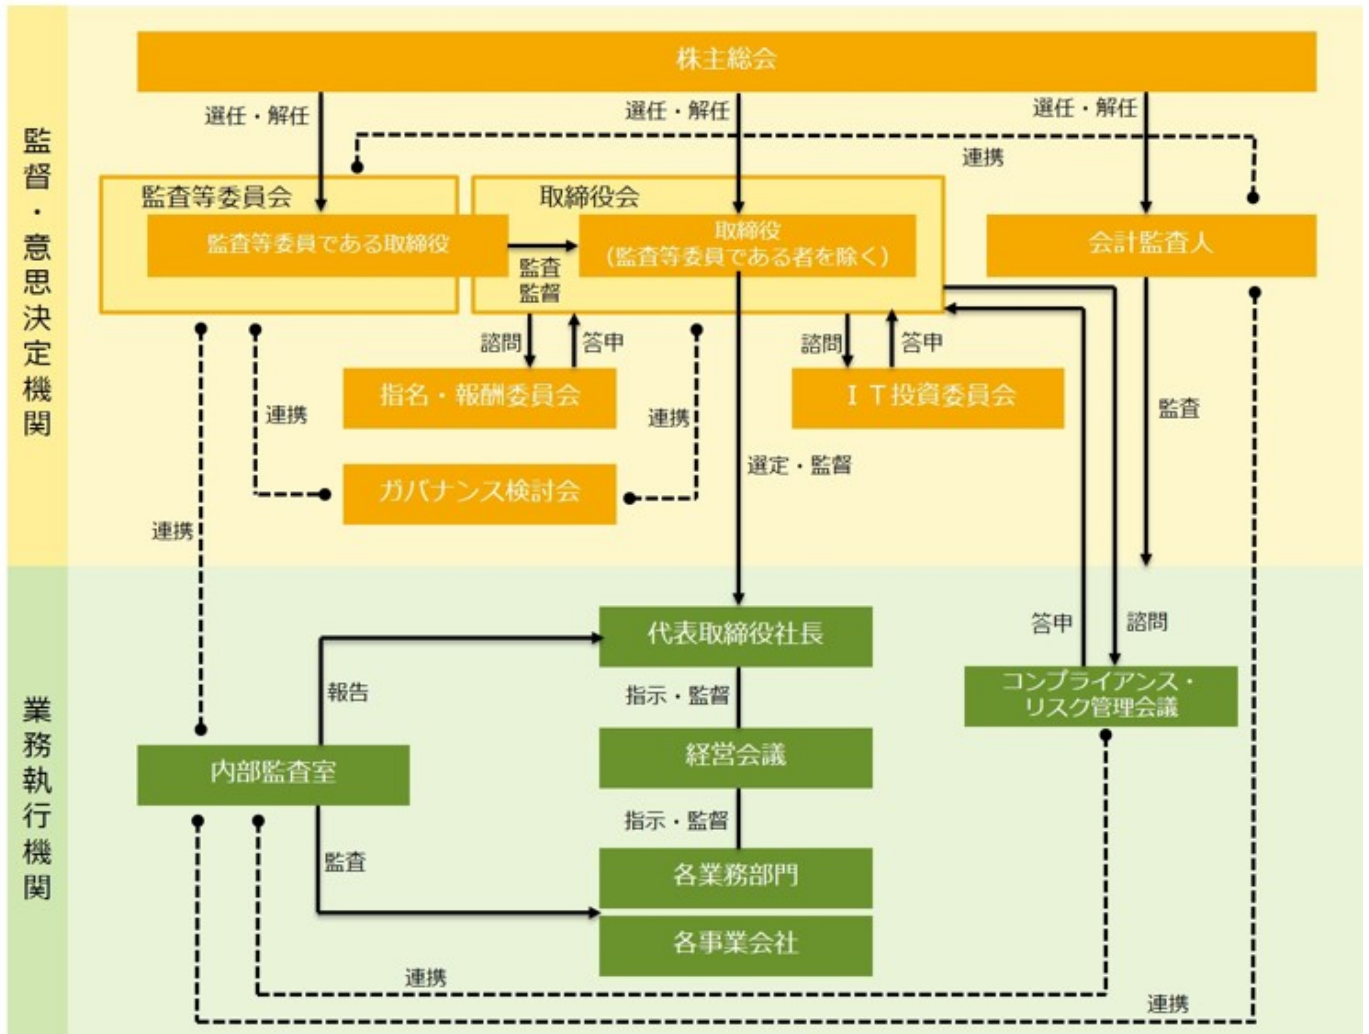 株主総会
選任・解任
選任・解任
選任・解任
連携
監督・意思決定機関
監査等委員会
取締役会
監査等委員である取締役
取締役
（監査等委員である者を除く）
会計監査人
監査
監督
諮問
答申
諮問
答申
指名・報酬委員会
ＩＴ投資委員会
連携
連携
監査
選定・監督
ガバナンス検討会
連携
業務執行機関
代表取締役社長
答申
諮問
コンプライアンス・
リスク管理会議
報告
指示・監督
内部監査室
経営会議
指示・監督
監査
各業務部門
各事業会社
連携
連携